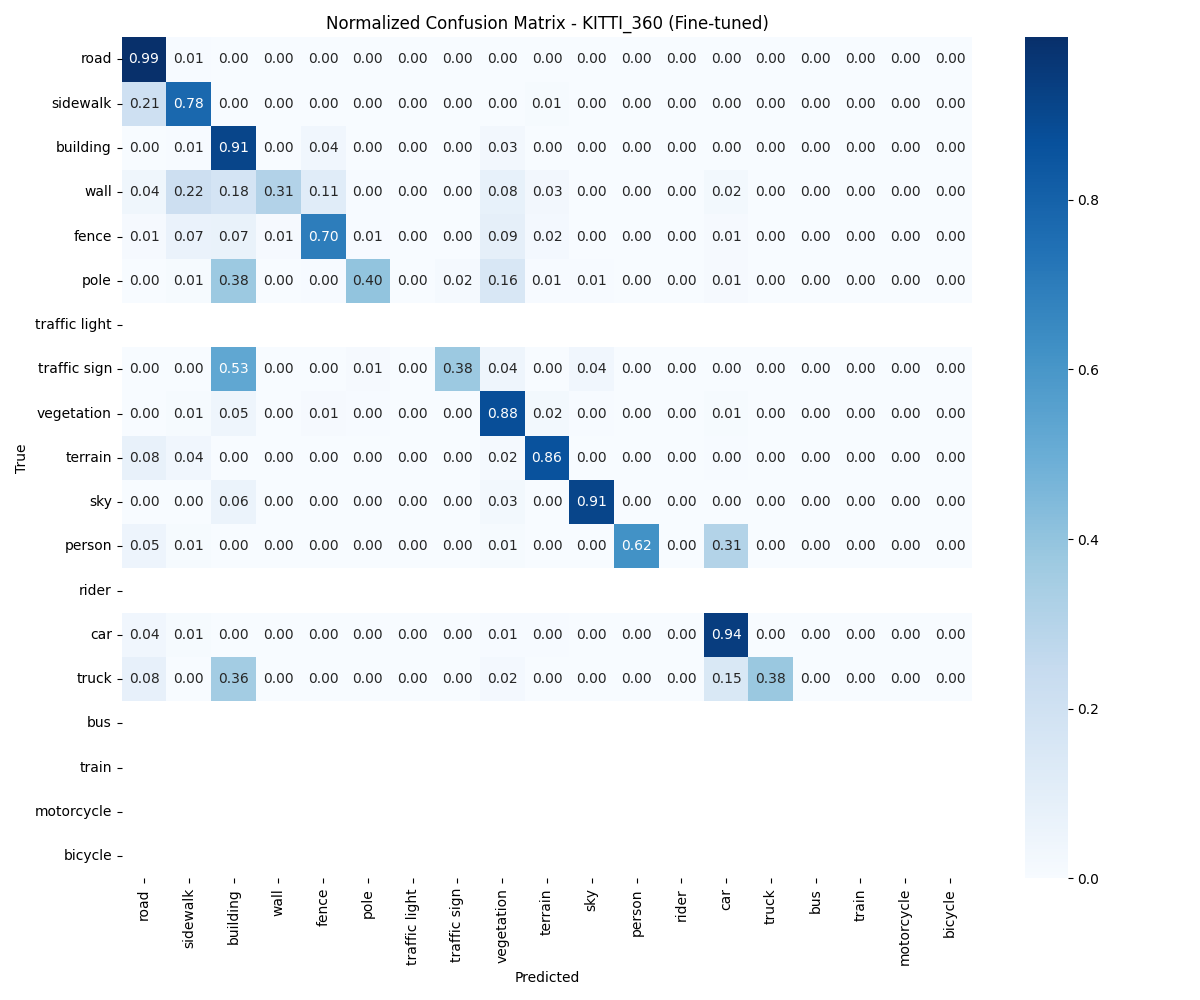 Normalized Confusion Matrix - KITTI_360 (Fine-tuned)
road 0.99 0.01 0.00 0.00 0.00 0.00 0.00 0.00 0.00 0.00 0.00 0.00 0.00 0.00 0.00 0.00 0.00 0.00 0.00
sidewalk 0.21 0.78 0.00 0.00 0.00 0.00 0.00 0.00 0.00 0.01 0.00 0.00 0.00 0.00 0.00 0.00 0.00 0.00 0.00
building 0.00 0.01 0.91 0.00 0.04 0.00 0.00 0.00 0.03 0.00 0.00 0.00 0.00 0.00 0.00 0.00 0.00 0.00 0.00
wall 0.04 0.22 0.18 0.31 0.11 0.00 0.00 0.00 0.08 0.03 0.00 0.00 0.00 0.02 0.00 0.00 0.00 0.00 0.00
fence 0.01 0.07 0.07 0.01 0.70 0.01 0.00 0.00 0.09 0.02 0.00 0.00 0.00 0.01 0.00 0.00 0.00 0.00 0.00
pole 0.00 0.01 0.38 0.00 0.00 0.40 0.00 0.02 0.16 0.01 0.01 0.00 0.00 0.01 0.00 0.00 0.00 0.00 0.00
traffic light
traffic sign 0.00 0.00 0.53 0.00 0.00 0.01 0.00 0.38 0.04 0.00 0.04 0.00 0.00 0.00 0.00 0.00 0.00 0.00 0.00
vegetation 0.00 0.01 0.05 0.00 0.01 0.00 0.00 0.00 0.88 0.02 0.00 0.00 0.00 0.01 0.00 0.00 0.00 0.00 0.00
terrain 0.08 0.04 0.00 0.00 0.00 0.00 0.00 0.00 0.02 0.86 0.00 0.00 0.00 0.00 0.00 0.00 0.00 0.00 0.00
sky 0.00 0.00 0.06 0.00 0.00 0.00 0.00 0.00 0.03 0.00 0.91 0.00 0.00 0.00 0.00 0.00 0.00 0.00 0.00
person 0.05 0.01 0.00 0.00 0.00 0.00 0.00 0.00 0.01 0.00 0.00 0.62 0.00 0.31 0.00 0.00 0.00 0.00 0.00
rider
car 0.04 0.01 0.00 0.00 0.00 0.00 0.00 0.00 0.01 0.00 0.00 0.00 0.00 0.94 0.00 0.00 0.00 0.00 0.00
truck 0.08 0.00 0.36 0.00 0.00 0.00 0.00 0.00 0.02 0.00 0.00 0.00 0.00 0.15 0.38 0.00 0.00 0.00 0.00
bus
train
motorcycle
bicycle
True
road sidewalk building wall fence pole traffic light traffic sign vegetation terrain sky person rider car truck bus train motorcycle bicycle
Predicted
0.8
0.6
0.4
0.2
0.0